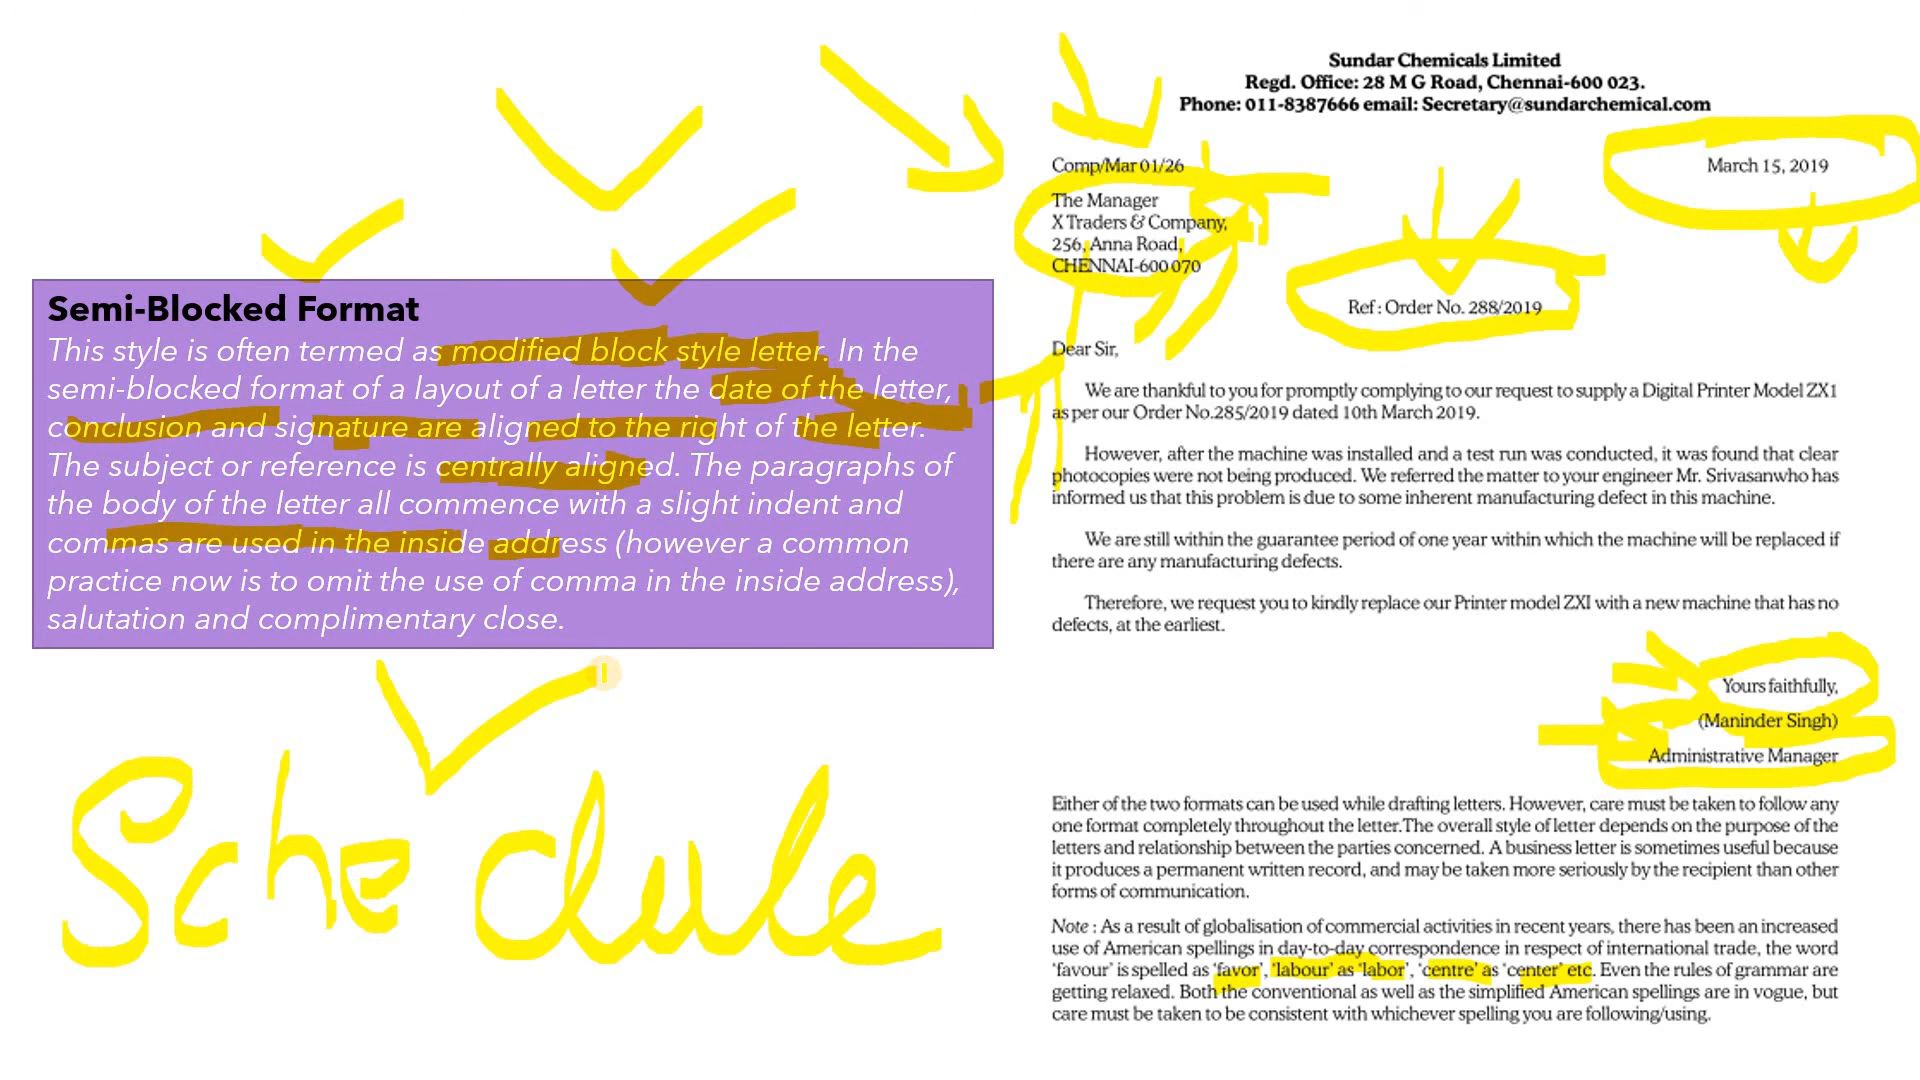 Semi-Blocked Format
This style is often termed as modified block style letter. In the
semi-blocked format of a layout of a letter the date of the letter,
conclusion and signature are aligned to the right of the letter.
The subject or reference is centrally aligned. The paragraphs of
the body of the letter all commence with a slight indent and
commas are used in the inside address (however a common
practice now is to omit the use of comma in the inside address),
salutation and complimentary close.
Schedule
Sundar Chemicals Limited
Regd. Office: 28 M G Road, Chennai-600 023.
Phone: 011-8387666 email: Secretary@sundarchemical.com
Comp/Mar 01/26
March 15, 2019
The Manager
X Traders & Company,
256, Anna Road,
CHENNAI-600 070
Ref : Order No. 288/2019
Dear Sir,
We are thankful to you for promptly complying to our request to supply a Digital Printer Model ZX1
as per our Order No.285/2019 dated 10th March 2019.
However, after the machine was installed and a test run was conducted, it was found that clear
photocopies were not being produced. We referred the matter to your engineer Mr. Srivasanwho has
informed us that this problem is due to some inherent manufacturing defect in this machine.
We are still within the guarantee period of one year within which the machine will be replaced if
there are any manufacturing defects.
Therefore, we request you to kindly replace our Printer model ZXI with a new machine that has no
defects, at the earliest.
Yours faithfully,
(Maninder Singh)
Administrative Manager
Either of the two formats can be used while drafting letters. However, care must be taken to follow any
one format completely throughout the letter.The overall style of letter depends on the purpose of the
letters and relationship between the parties concerned. A business letter is sometimes useful because
it produces a permanent written record, and may be taken more seriously by the recipient than other
forms of communication.
Note : As a result of globalisation of commercial activities in recent years, there has been an increased
use of American spellings in day-to-day correspondence in respect of international trade, the word
‘favour’ is spelled as ‘favor’, ‘labour’ as ‘labor’, ‘centre’ as ‘center’ etc. Even the rules of grammar are
getting relaxed. Both the conventional as well as the simplified American spellings are in vogue, but
care must be taken to be consistent with whichever spelling you are following/using.